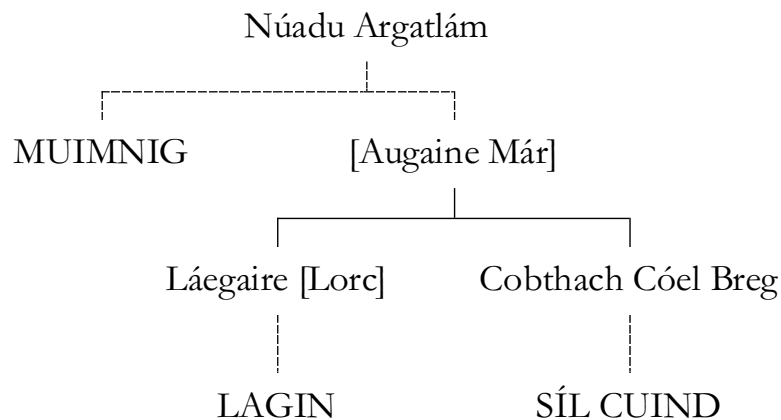 Núadu Argatlám
MUIMNIG [Augaine Már]
Láegaire [Lorc] Cobthach Cóel Breg
LAGIN SÍL CUIND